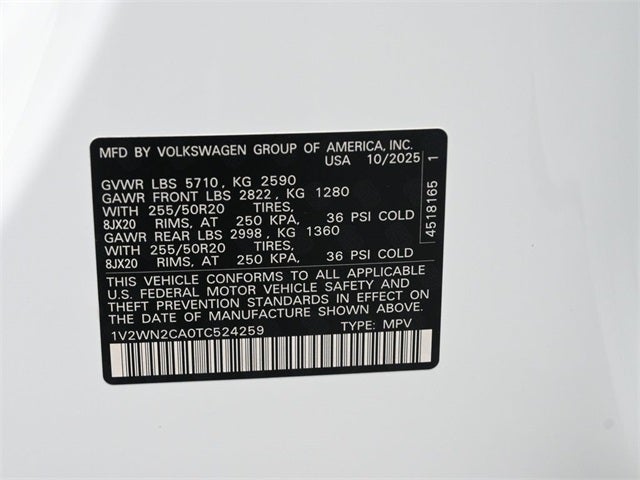 MFD BY VOLKSWAGEN GROUP OF AMERICA, INC.
USA 10/2025
GVWR LBS 5710, KG 2590
GAWR FRONT LBS 2822, KG 1280
WITH 255/50R20 TIRES,
8JX20 RIMS, AT 250 KPA, 36 PSI COLD
GAWR REAR LBS 2998, KG 1360
WITH 255/50R20 TIRES,
8JX20 RIMS, AT 250 KPA, 36 PSI COLD
THIS VEHICLE CONFORMS TO ALL APPLICABLE
U.S. FEDERAL MOTOR VEHICLE SAFETY AND
THEFT PREVENTION STANDARDS IN EFFECT ON
THE DATE OF MANUFACTURE SHOWN ABOVE.
1V2WN2CA0TC524259 TYPE: MPV
4518165 1